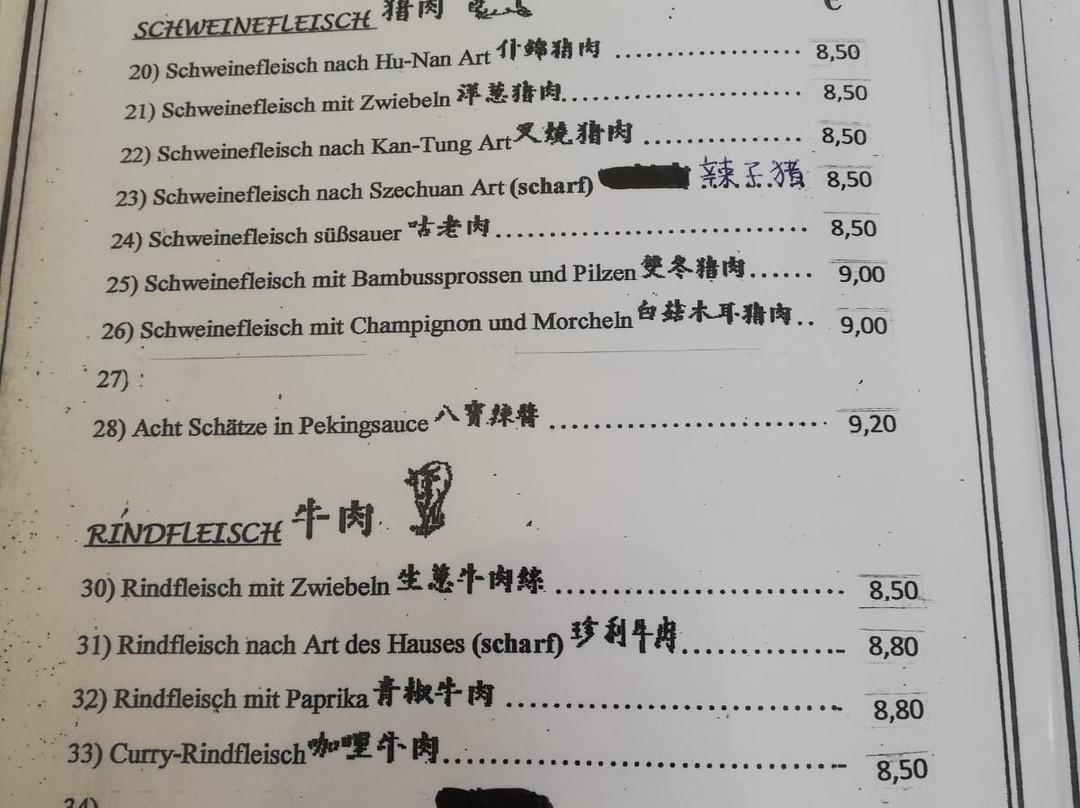 SCHWEINEFLEISCH 猪肉 €
20) Schweinefleisch nach Hu-Nan Art 什錦猪肉 .................. 8,50
21) Schweinefleisch mit Zwiebeln 洋葱猪肉....................... 8,50
22) Schweinefleisch nach Kan-Tung Art 叉燒猪肉 ............... 8,50
23) Schweinefleisch nach Szechuan Art (scharf) 辣子猪 8,50
24) Schweinefleisch süßsauer 咕老肉.............................. 8,50
25) Schweinefleisch mit Bambussprossen und Pilzen 雙冬猪肉...... 9,00
26) Schweinefleisch mit Champignon und Morcheln 白菇木耳猪肉.. 9,00
27) :
28) Acht Schätze in Pekingsauce 八寶辣醬 .......................... 9,20
RINDFLEISCH 牛肉
30) Rindfleisch mit Zwiebeln 生葱牛肉絲 .......................... 8,50
31) Rindfleisch nach Art des Hauses (scharf) 珍利牛肉............... 8,80
32) Rindfleisch mit Paprika 青椒牛肉 .............................. 8,80
33) Curry-Rindfleisch 咖哩牛肉.................................... 8,50
34)